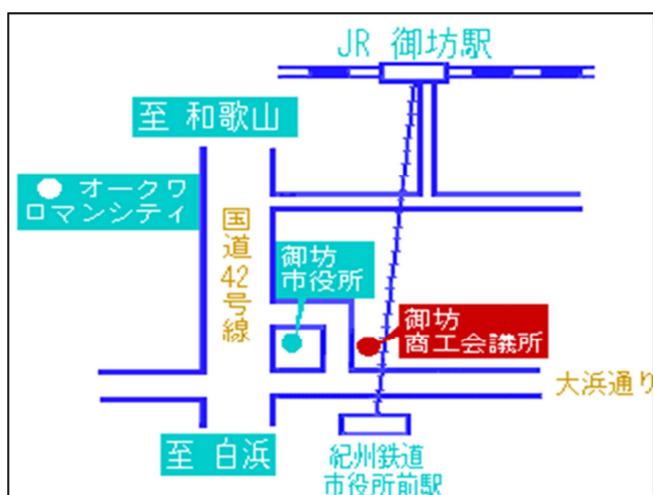 JR 御坊駅
至 和歌山
オークワ
ロマンシティ
国道42号線
御坊
市役所
御坊
商工会議所
大浜通り
至 白浜
紀州鉄道
市役所前駅